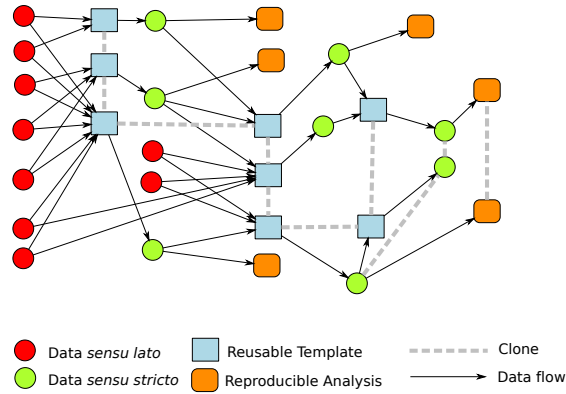 Data sensu lato
Reusable Template
Clone
Data sensu stricto
Reproducible Analysis
Data flow